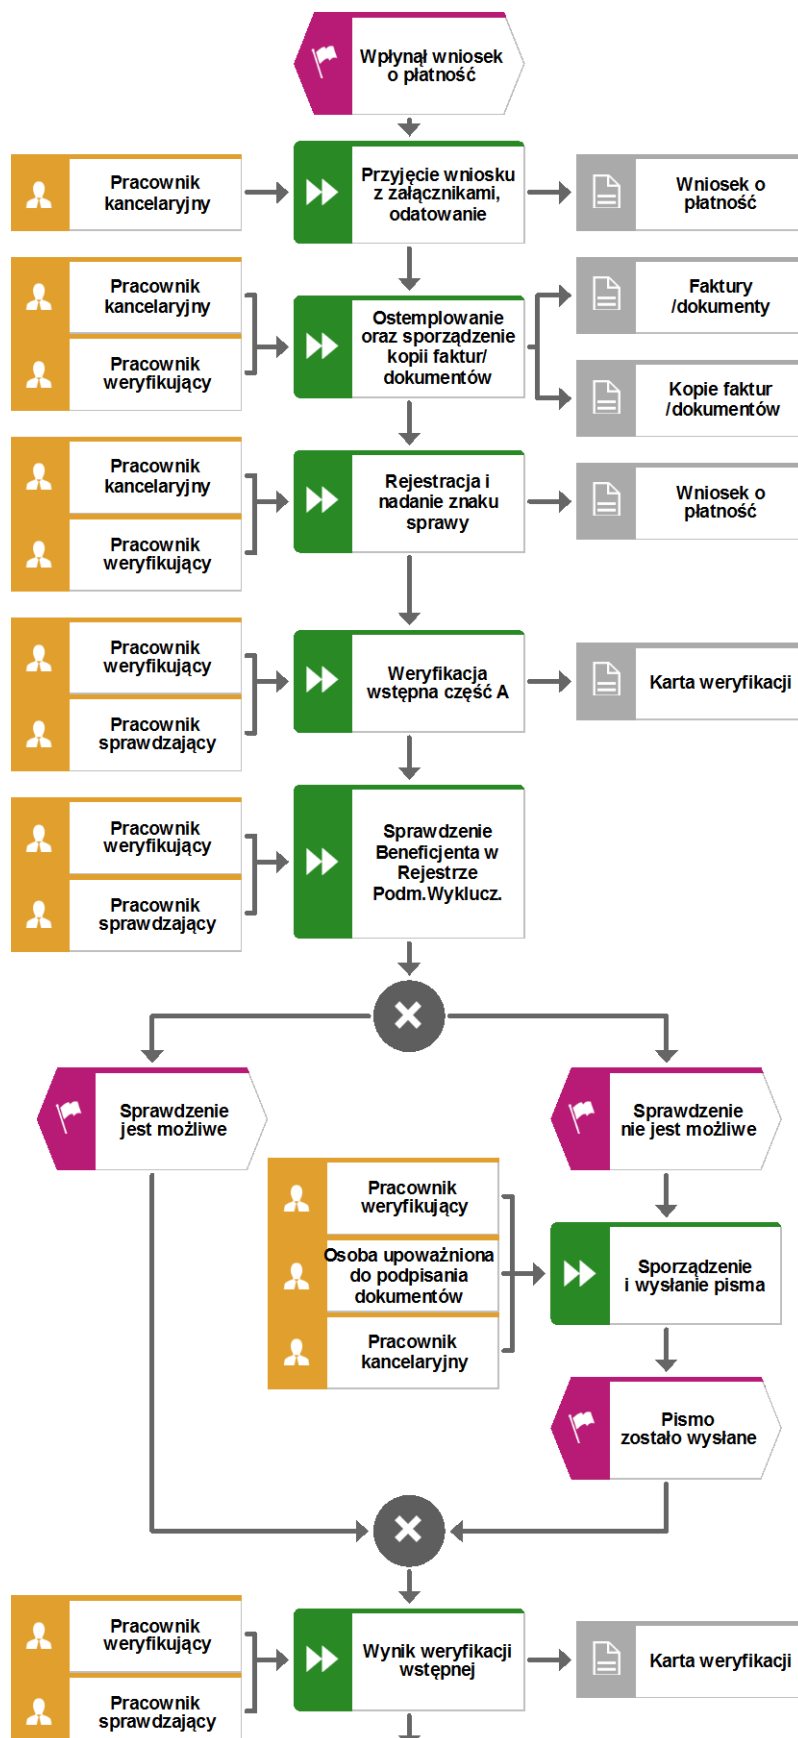 Wpłynął wniosek
o płatność
Pracownik
kancelaryjny
Przyjęcie wniosku
z załącznikami,
odatowanie
Wniosek o
płatność
Pracownik
kancelaryjny
Pracownik
weryfikujący
Ostemplowanie
oraz sporządzenie
kopii faktur/
dokumentów
Faktury
/dokumenty
Kopie faktur
/dokumentów
Pracownik
kancelaryjny
Pracownik
weryfikujący
Rejestracja i
nadanie znaku
sprawy
Wniosek o
płatność
Pracownik
weryfikujący
Pracownik
sprawdzający
Weryfikacja
wstępna część A
Karta weryfikacji
Pracownik
weryfikujący
Pracownik
sprawdzający
Sprawdzenie
Beneficjenta w
Rejestrze
Podm.Wyklucz.
Sprawdzenie
jest możliwe
Sprawdzenie
nie jest możliwe
Pracownik
weryfikujący
Osoba upoważniona
do podpisania
dokumentów
Pracownik
kancelaryjny
Sporządzenie
i wysłanie pisma
Pismo
zostało wysłane
Pracownik
weryfikujący
Pracownik
sprawdzający
Wynik weryfikacji
wstępnej
Karta weryfikacji